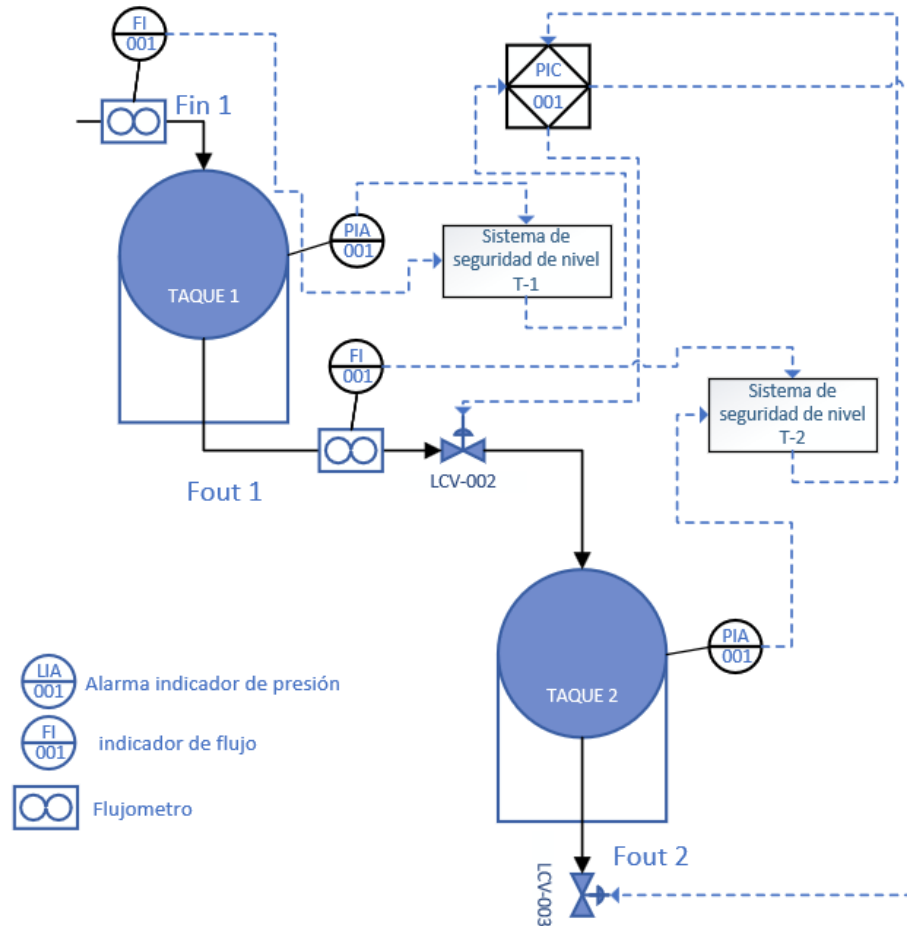 FI
001
Fin 1
PIC
001
PIA
001
Sistema de
seguridad de nivel
T-1
TAQUE 1
FI
001
Sistema de
seguridad de nivel
T-2
LCV-002
Fout 1
PIA
001
TAQUE 2
LIA
001
Alarma indicador de presión
FI
001
indicador de flujo
Flujometro
Fout 2
LCV-003